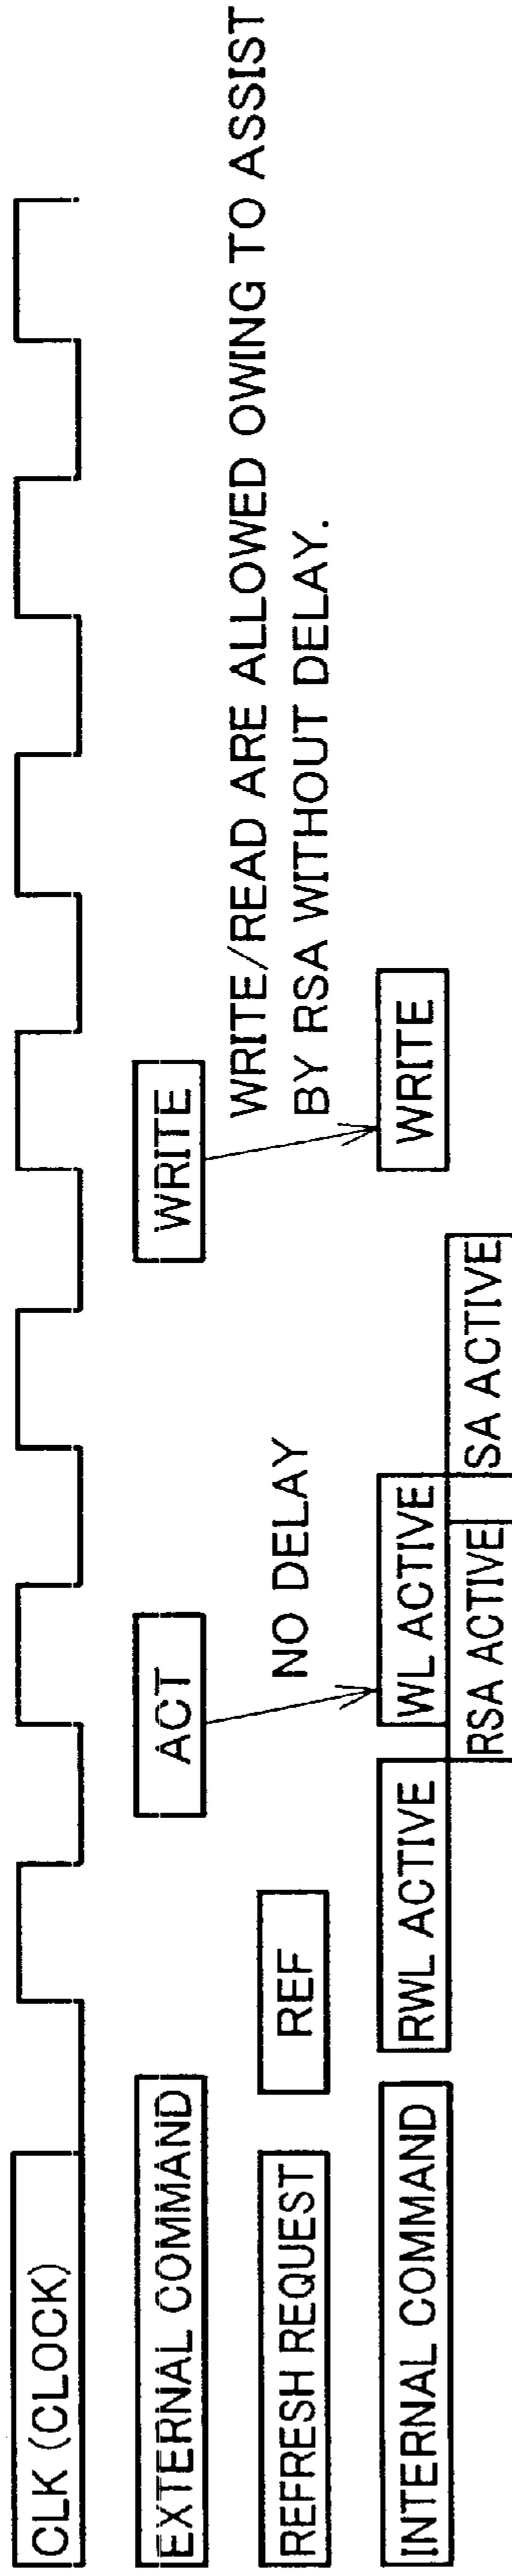 CLK (CLOCK)
EXTERNAL COMMAND
ACT
WRITE
REFRESH REQUEST
REF
NO DELAY
WRITE/READ ARE ALLOWED OWING TO ASSIST
BY RSA WITHOUT DELAY.
INTERNAL COMMAND
RWL ACTIVE
WL ACTIVE
WRITE
RSA ACTIVE
SA ACTIVE